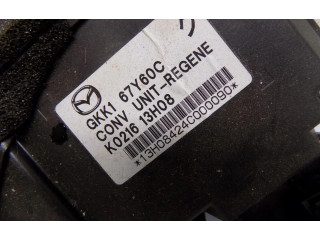 GKK1 67Y60C
CONV UNIT-REGENE
K0216 13H08
*13H08424C000090*